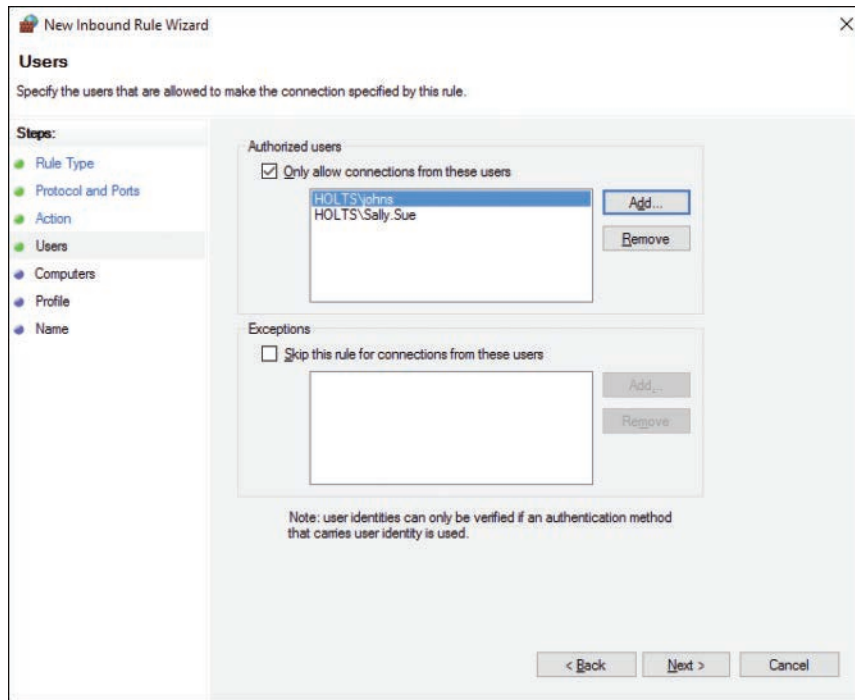 New Inbound Rule Wizard
Users
Specify the users that are allowed to make the connection specified by this rule.
Steps:
Rule Type
Protocol and Ports
Action
Users
Computers
Profile
Name
Authorized users
Only allow connections from these users
HOLTS\johns
HOLTS\Sally.Sue
Add...
Remove
Exceptions
Skip this rule for connections from these users
Add...
Remove
Note: user identities can only be verified if an authentication method
that carries user identity is used.
< Back
Next >
Cancel